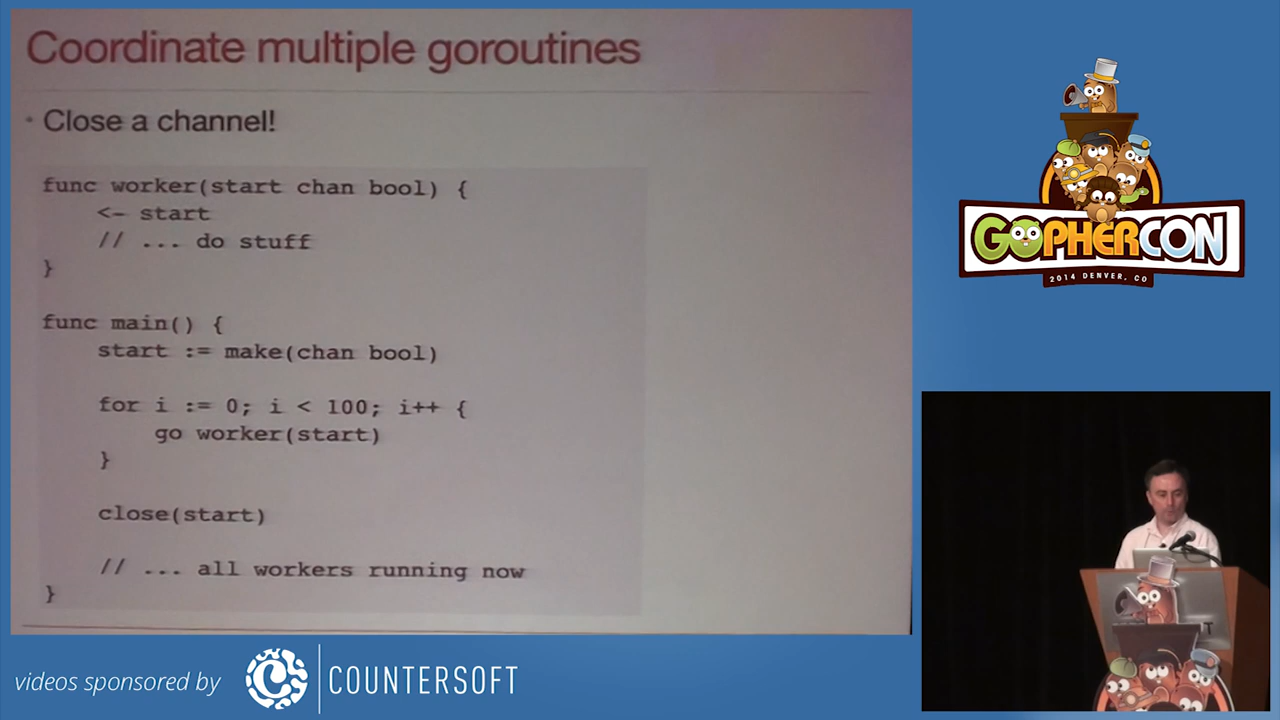 Coordinate multiple goroutines
• Close a channel!
func worker(start chan bool) {
    <- start
    // ... do stuff
}
func main() {
    start := make(chan bool)
    for i := 0; i < 100; i++ {
        go worker(start)
    }
    close(start)
    // ... all workers running now
}
GOPHERCON
2014 DENVER, CO
videos sponsored by
COUNTERSOFT